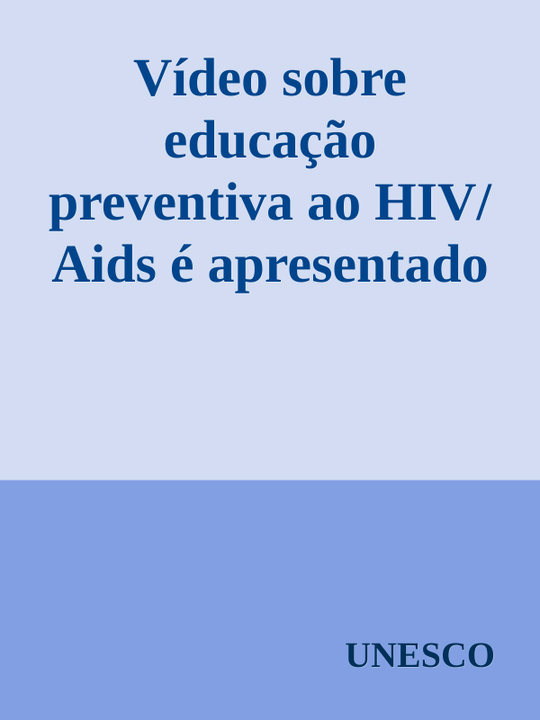 Vídeo sobre
educação
preventiva ao HIV/
Aids é apresentado
UNESCO